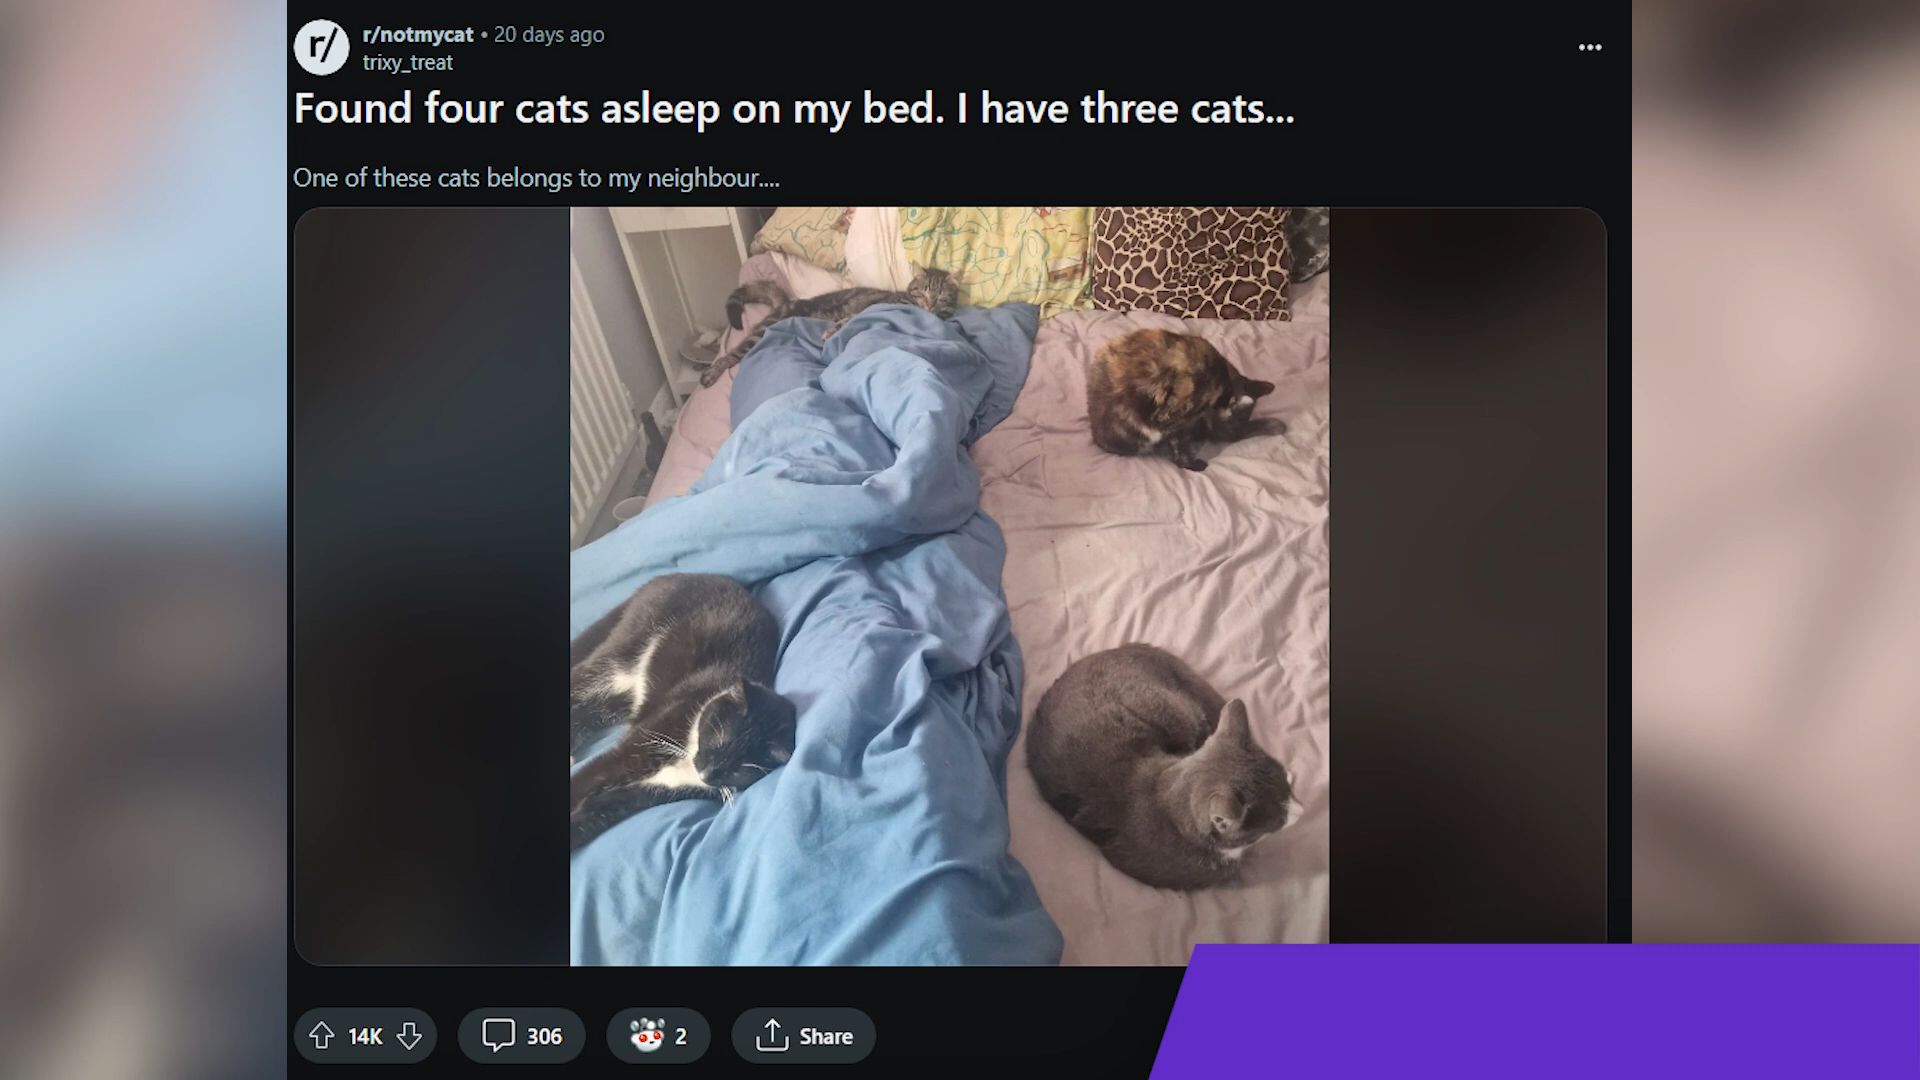 r/
r/notmycat • 20 days ago
trixy_treat
Found four cats asleep on my bed. I have three cats...
One of these cats belongs to my neighbour....
14K
306
2
Share